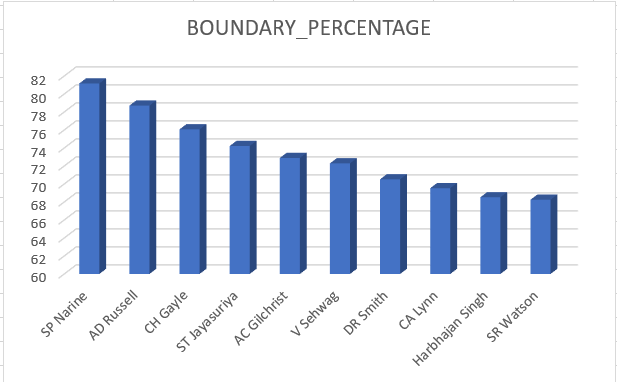 BOUNDARY_PERCENTAGE
82
80
78
76
74
72
70
68
66
64
62
60
SP Narine
AD Russell
CH Gayle
ST Jayasuriya
AC Gilchrist
V Sehwag
DR Smith
CA Lynn
Harbhajan Singh
SR Watson